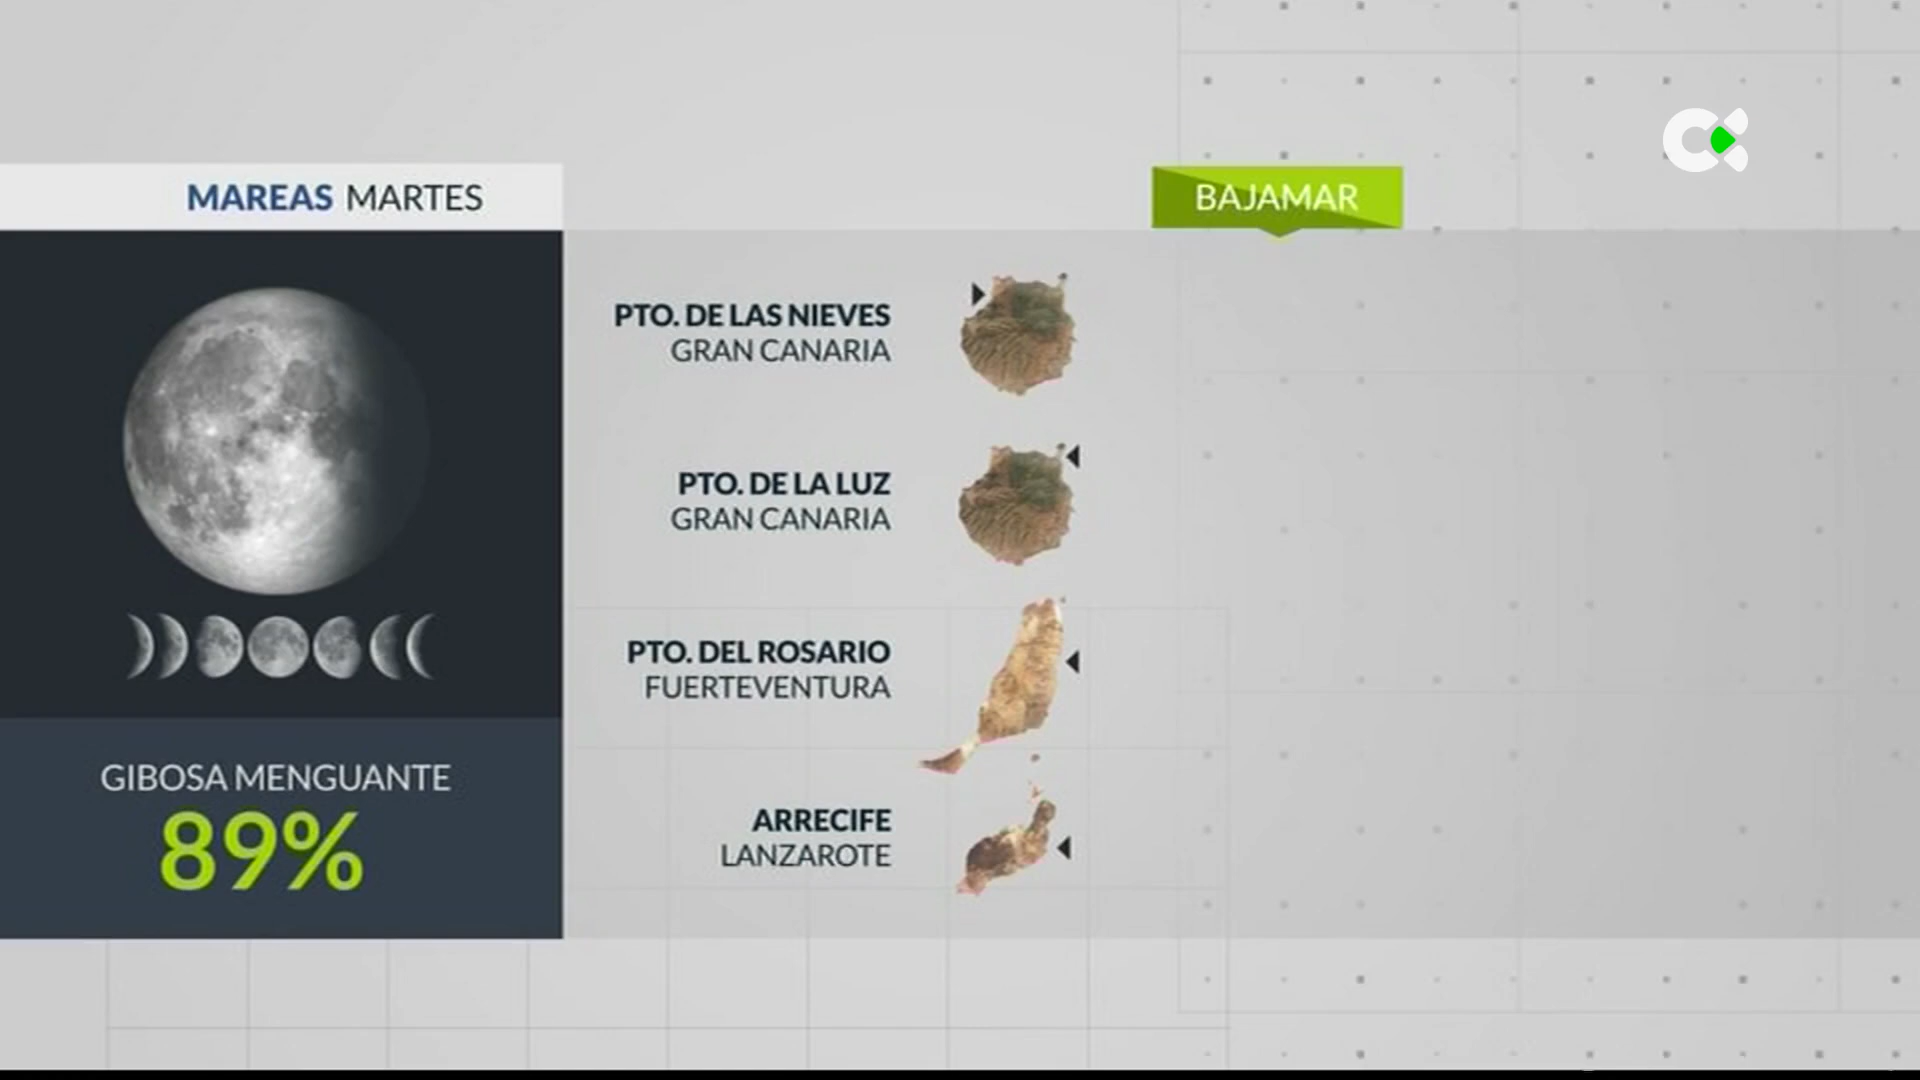 MAREAS MARTES
BAJAMAR
PTO. DE LAS NIEVES
GRAN CANARIA
PTO. DE LA LUZ
GRAN CANARIA
PTO. DEL ROSARIO
FUERTEVENTURA
ARRECIFE
LANZAROTE
GIBOSA MENGUANTE
89%